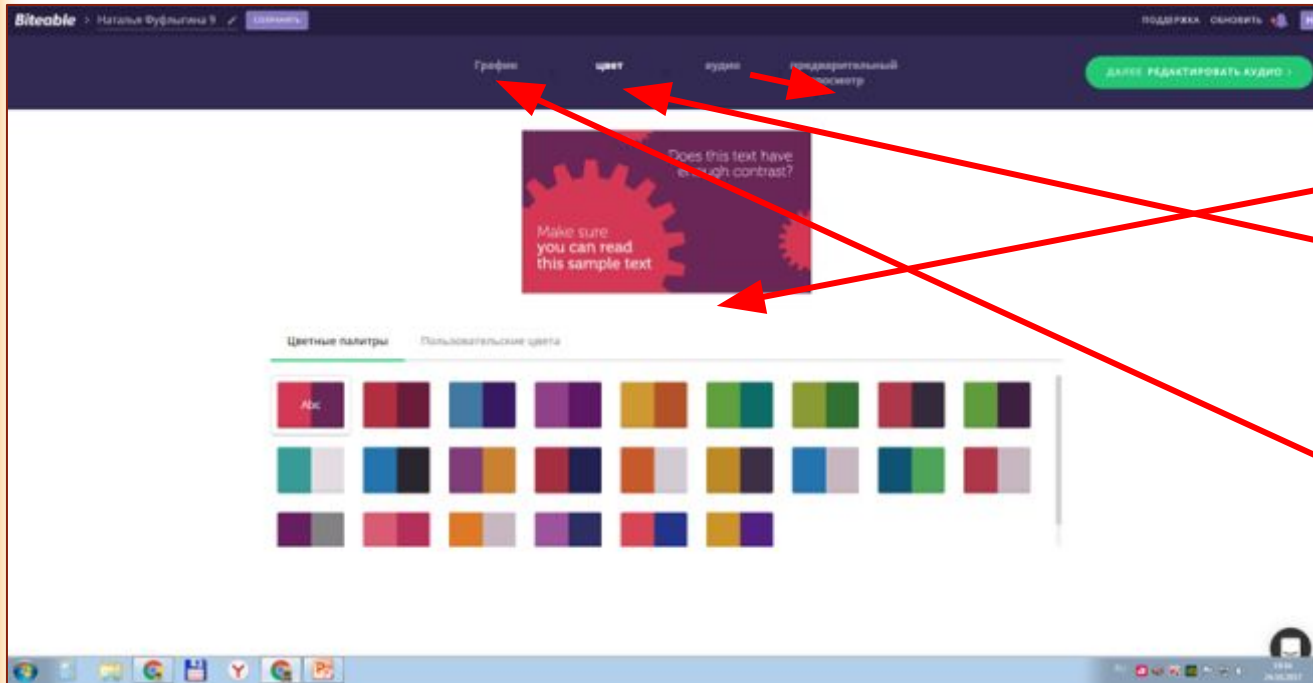 Biteable > Наталья Фуфлыгина 9 СОХРАНИТЬ
ПОДДЕРЖКА ОБНОВИТЬ
График цвет аудио предварительный
просмотр
ДАЛЕЕ РЕДАКТИРОВАТЬ АУДИО >
Does this text have
enough contrast?
Make sure
you can read
this sample text
Цветные палитры Пользовательские цвета
Abc